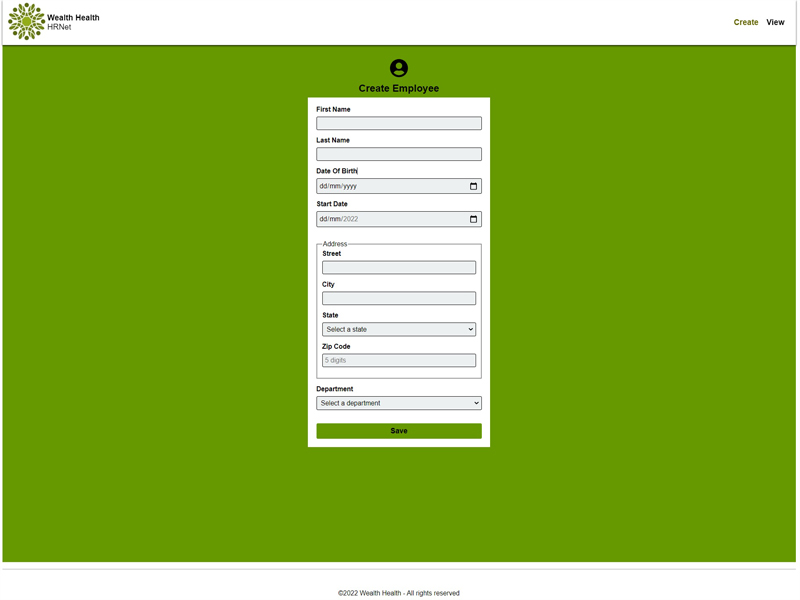 Wealth Health
HRNet
Create View
Create Employee
First Name
Last Name
Date Of Birth
dd/mm/yyyy
Start Date
dd/mm/2022
Address
Street
City
State
Select a state
Zip Code
5 digits
Department
Select a department
Save
©2022 Wealth Health - All rights reserved